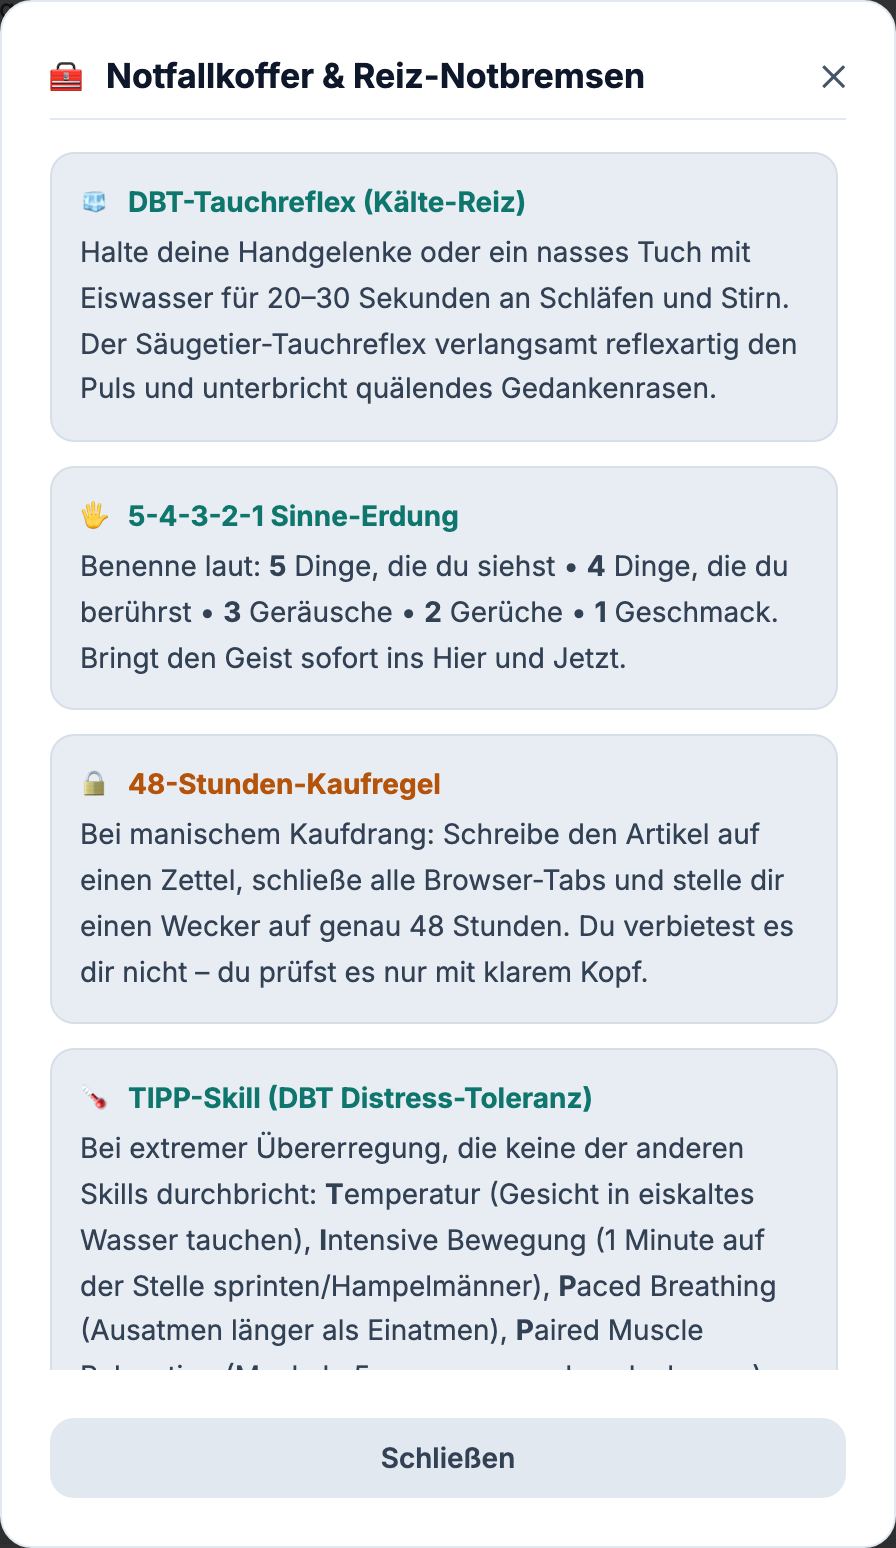 Notfallkoffer & Reiz-Notbremsen
DBT-Tauchreflex (Kälte-Reiz)
Halte deine Handgelenke oder ein nasses Tuch mit
Eiswasser für 20–30 Sekunden an Schläfen und Stirn.
Der Säugetier-Tauchreflex verlangsamt reflexartig den
Puls und unterbricht quälendes Gedankenrasen.
5-4-3-2-1 Sinne-Erdung
Benenne laut: 5 Dinge, die du siehst • 4 Dinge, die du
berührst • 3 Geräusche • 2 Gerüche • 1 Geschmack.
Bringt den Geist sofort ins Hier und Jetzt.
48-Stunden-Kaufregel
Bei manischem Kaufdrang: Schreibe den Artikel auf
einen Zettel, schließe alle Browser-Tabs und stelle dir
einen Wecker auf genau 48 Stunden. Du verbietest es
dir nicht – du prüfst es nur mit klarem Kopf.
TIPP-Skill (DBT Distress-Toleranz)
Bei extremer Übererregung, die keine der anderen
Skills durchbricht: Temperatur (Gesicht in eiskaltes
Wasser tauchen), Intensive Bewegung (1 Minute auf
der Stelle sprinten/Hampelmänner), Paced Breathing
(Ausatmen länger als Einatmen), Paired Muscle
Schließen